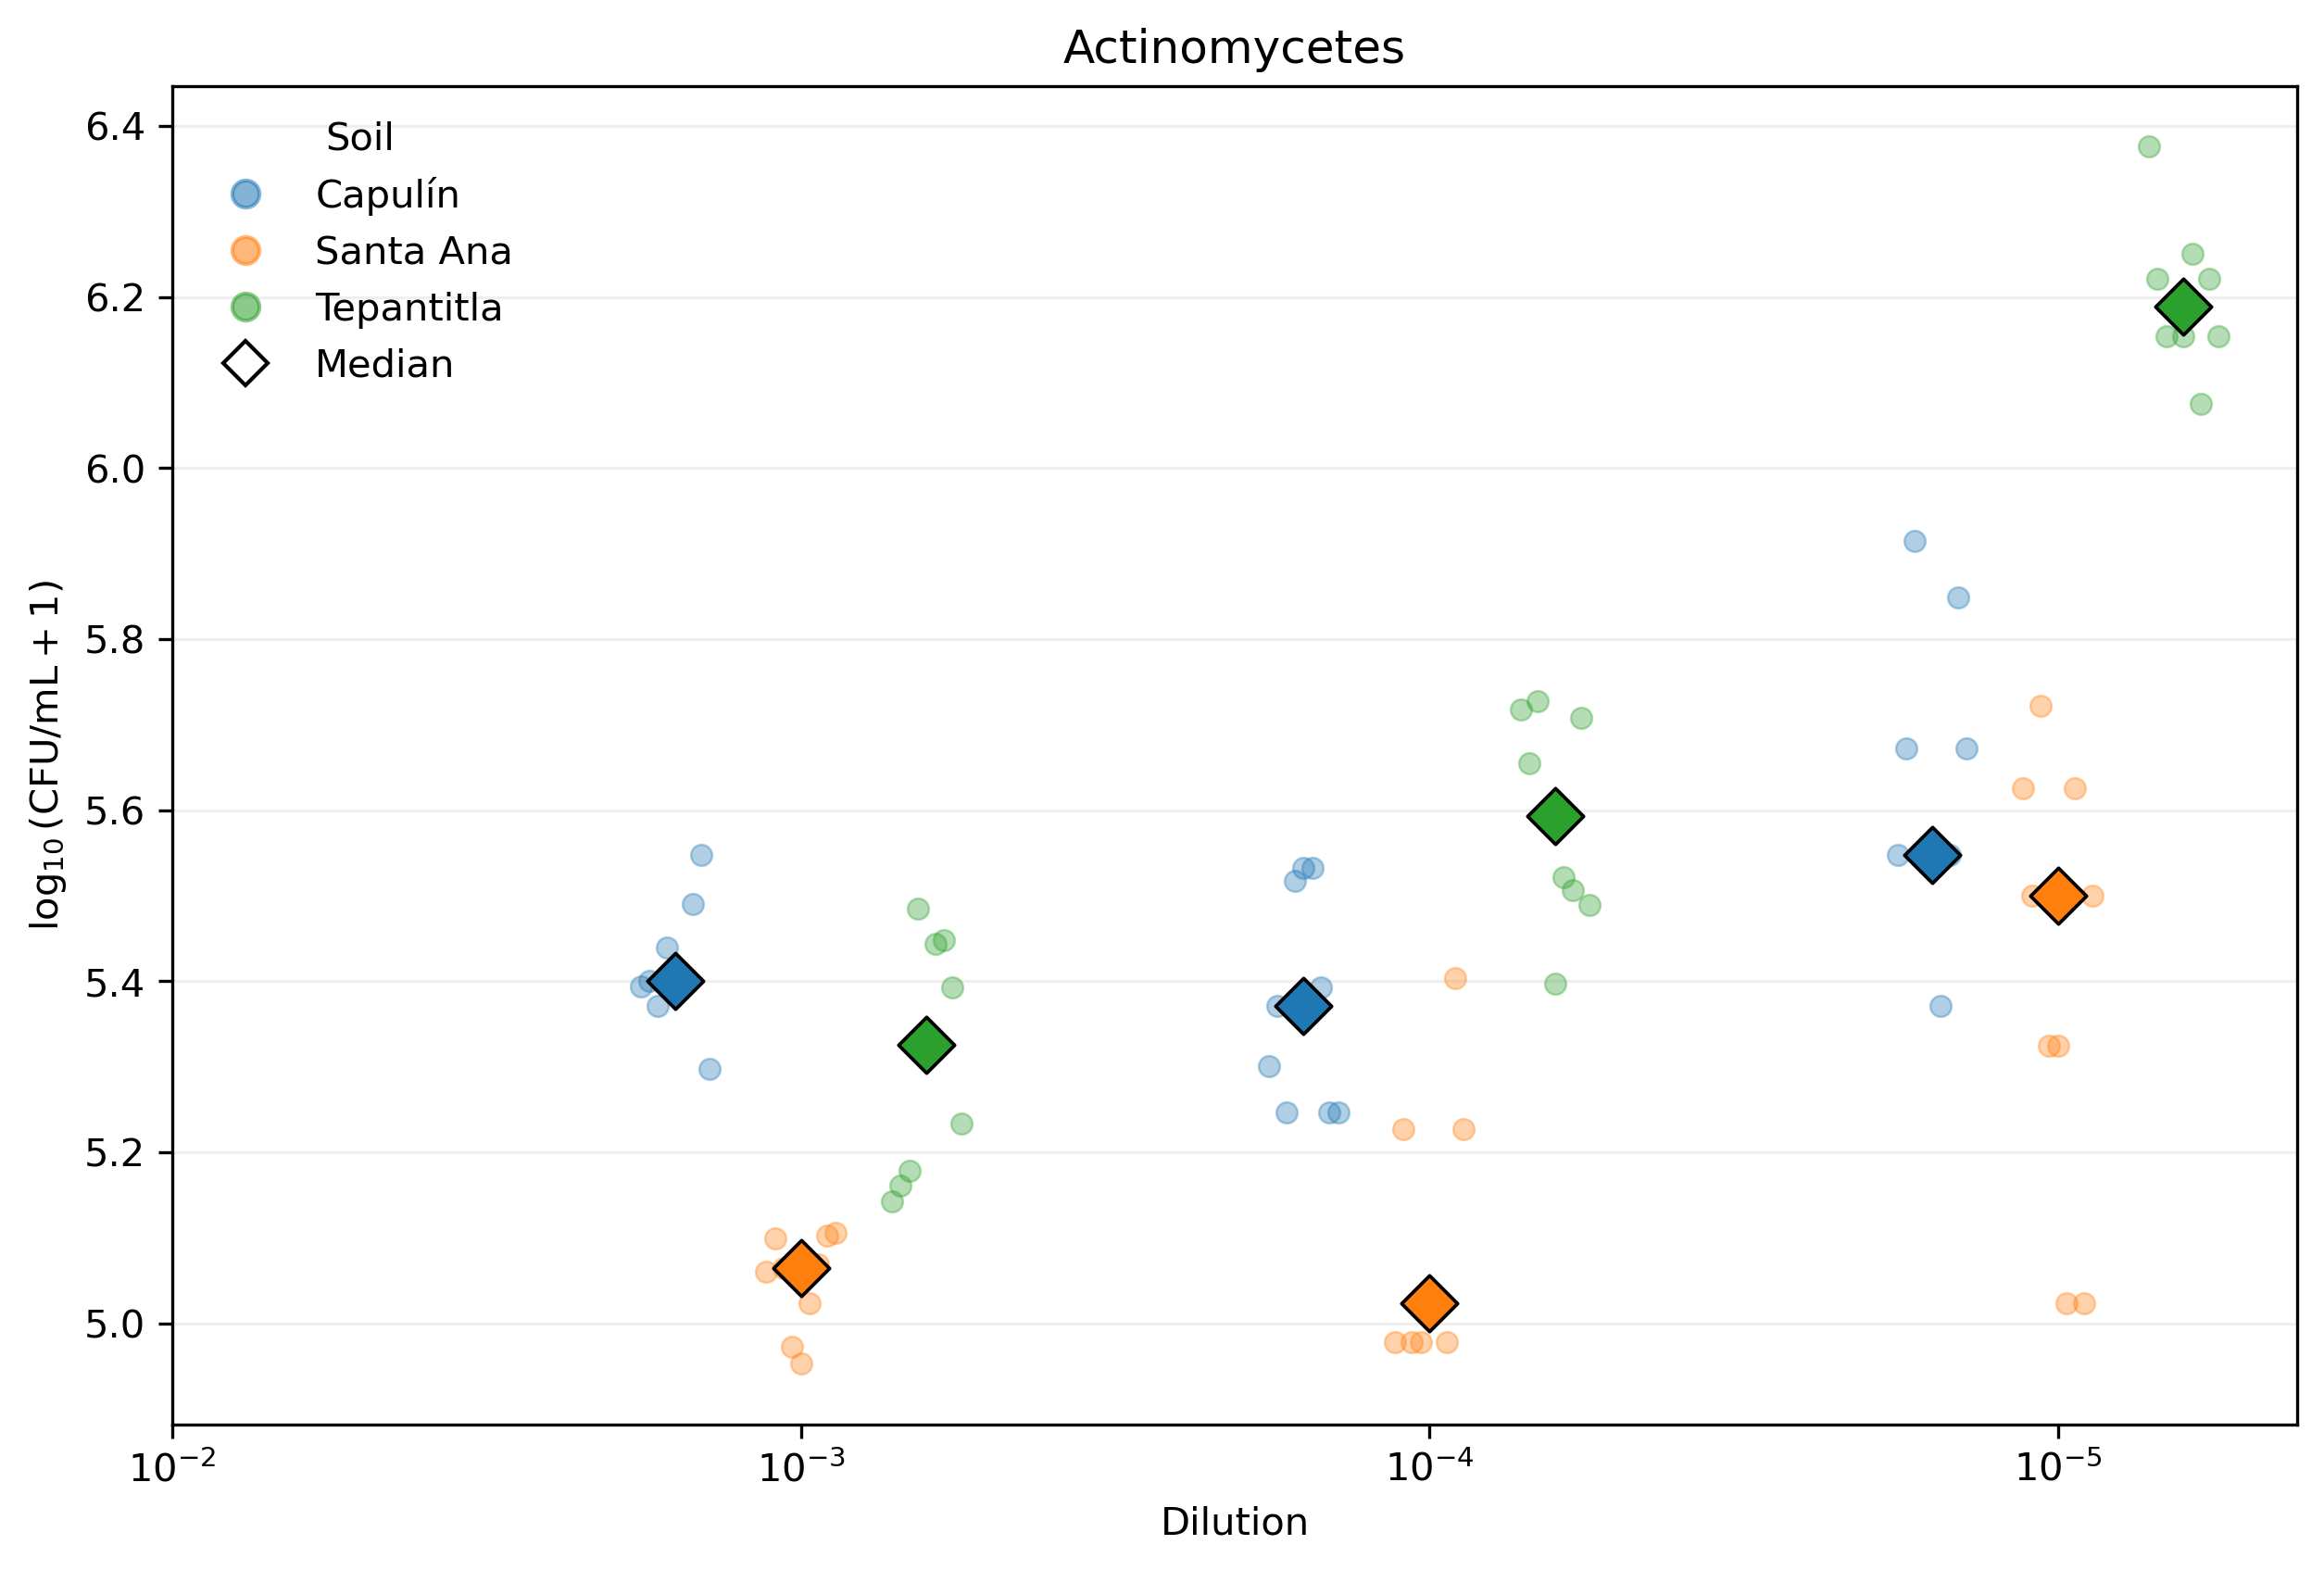 Actinomycetes
Soil
Capulín
Santa Ana
Tepantitla
Median
6.4
6.2
6.0
5.8
5.6
5.4
5.2
5.0
log₁₀(CFU/mL + 1)
10⁻²
10⁻³
10⁻⁴
10⁻⁵
Dilution